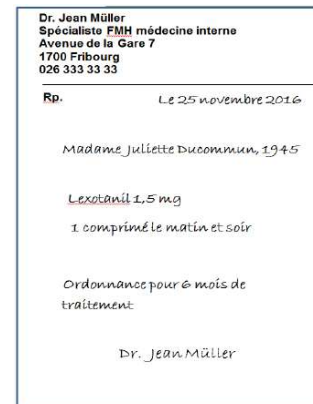 Dr. Jean Müller
Spécialiste FMH médecine interne
Avenue de la Gare 7
1700 Fribourg
026 333 33 33
Rp. Le 25 novembre 2016
Madame Juliette Ducommun, 1945
Lexotanil 1,5 mg
1 comprimé le matin et soir
Ordonnance pour 6 mois de
traitement
Dr. Jean Müller